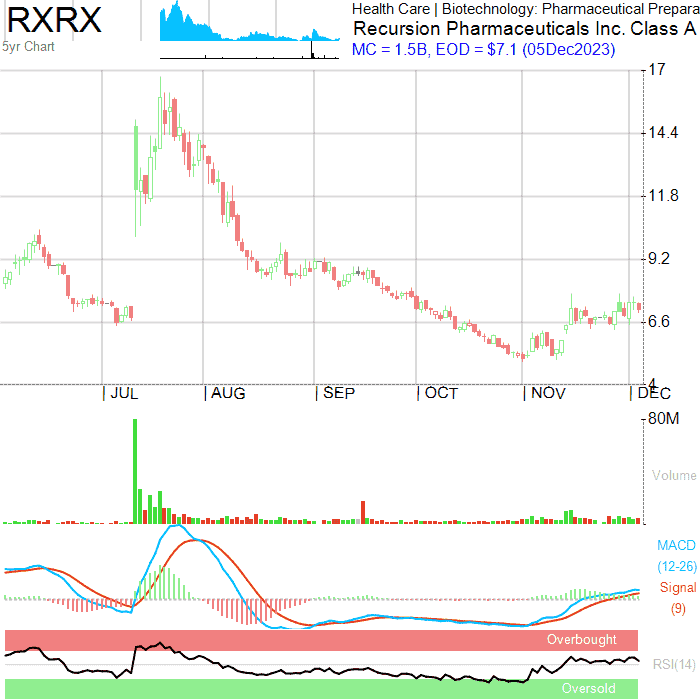 RXRX
5yr Chart
Health Care | Biotechnology: Pharmaceutical Prepara
Recursion Pharmaceuticals Inc. Class A
MC = 1.5B, EOD = $7.1 (05Dec2023)
17
14.4
11.8
9.2
6.6
4
| JUL | AUG | SEP | OCT | NOV | DEC
80M
Volume
MACD
(12-26)
Signal
(9)
Overbought
RSI(14)
Oversold